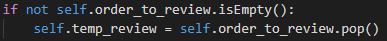 if not self.order_to_review.isEmpty():
    self.temp_review = self.order_to_review.pop()